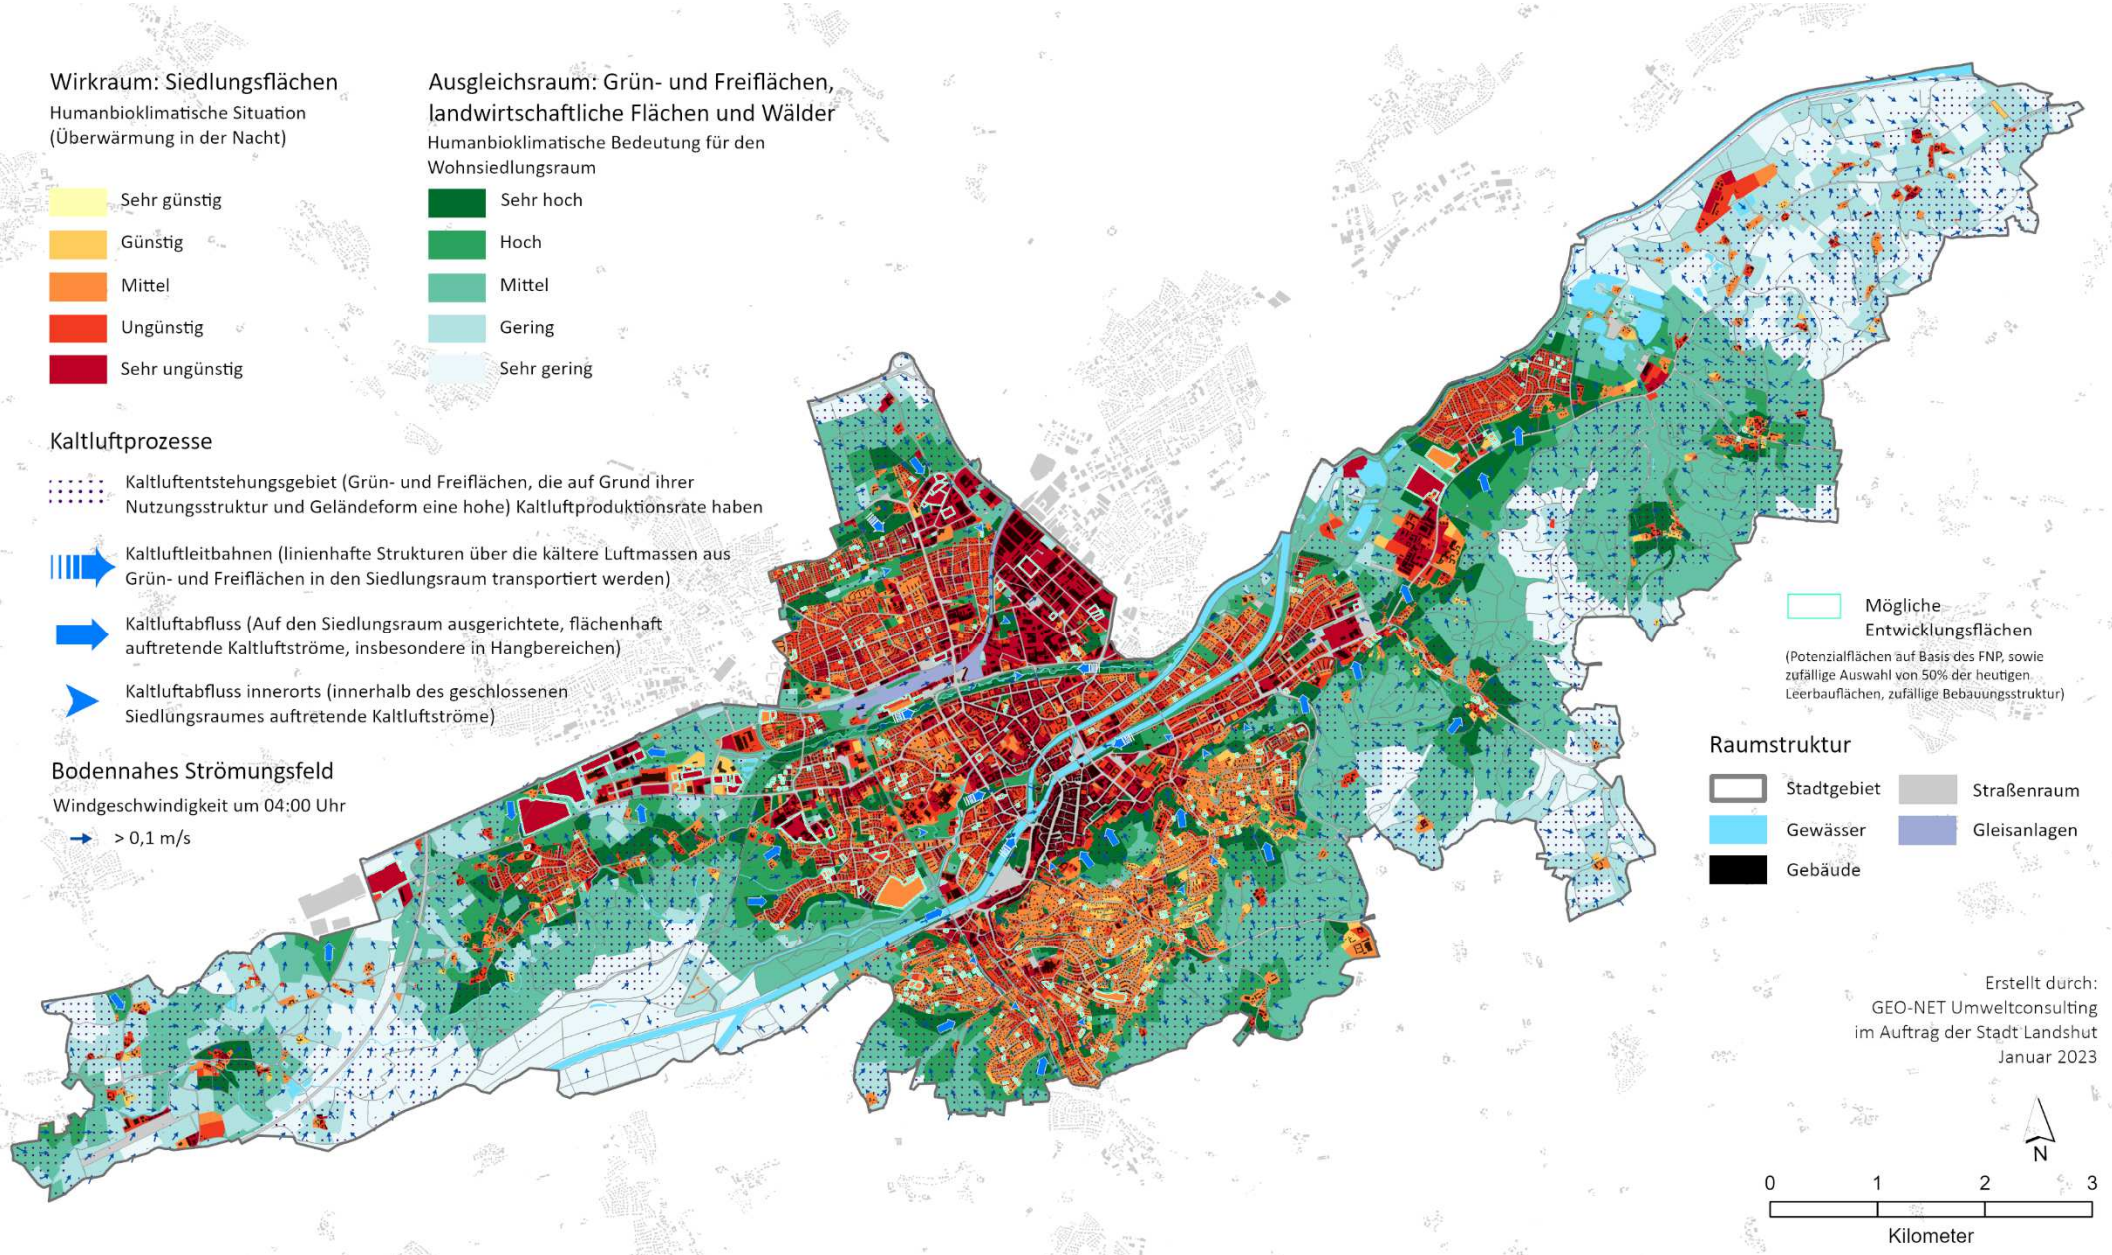 Wirkraum: Siedlungsflächen
Humanbioklimatische Situation
(Überwärmung in der Nacht)
Sehr günstig
Günstig
Mittel
Ungünstig
Sehr ungünstig
Ausgleichsraum: Grün- und Freiflächen,
landwirtschaftliche Flächen und Wälder
Humanbioklimatische Bedeutung für den
Wohnsiedlungsraum
Sehr hoch
Hoch
Mittel
Gering
Sehr gering
Kaltluftprozesse
Kaltluftentstehungsgebiet (Grün- und Freiflächen, die auf Grund ihrer
Nutzungsstruktur und Geländeform eine hohe) Kaltluftproduktionsrate haben
Kaltluftleitbahnen (linienhafte Strukturen über die kältere Luftmassen aus
Grün- und Freiflächen in den Siedlungsraum transportiert werden)
Kaltluftabfluss (Auf den Siedlungsraum ausgerichtete, flächenhaft
auftretende Kaltluftströme, insbesondere in Hangbereichen)
Kaltluftabfluss innerorts (innerhalb des geschlossenen
Siedlungsraumes auftretende Kaltluftströme)
Bodennahes Strömungsfeld
Windgeschwindigkeit um 04:00 Uhr
> 0,1 m/s
Mögliche
Entwicklungsflächen
(Potenzialflächen auf Basis des FNP, sowie
zufällige Auswahl von 50% der heutigen
Leerbauflächen, zufällige Bebauungsstruktur)
Raumstruktur
Stadtgebiet
Straßenraum
Gewässer
Gleisanlagen
Gebäude
Erstellt durch:
GEO-NET Umweltconsulting
im Auftrag der Stadt Landshut
Januar 2023
N
0 1 2 3
Kilometer